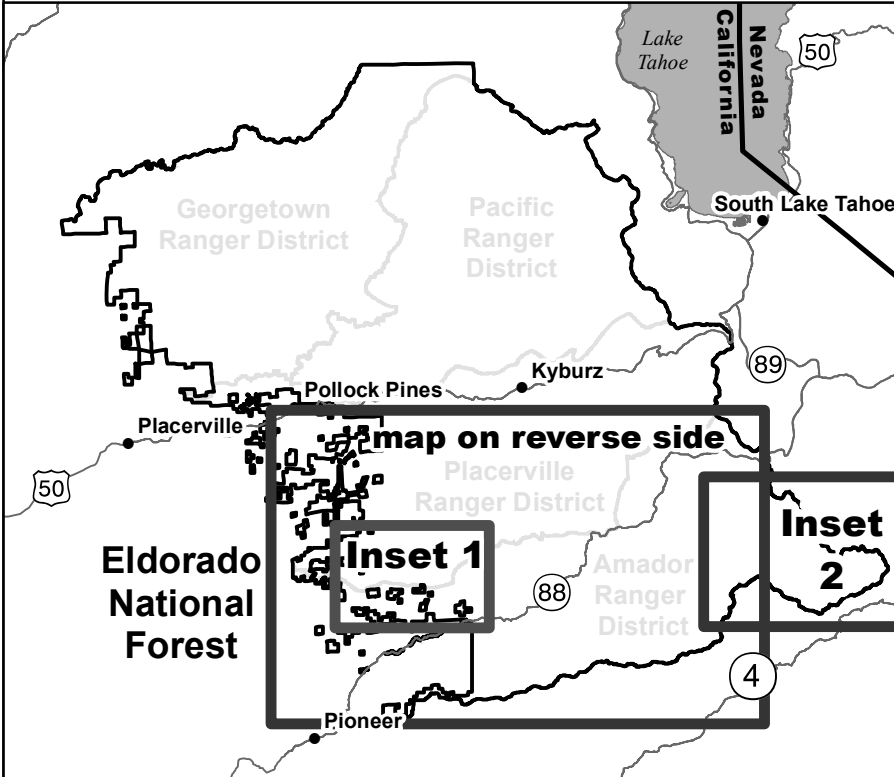 Lake
Tahoe
Nevada
California
50
Georgetown
Ranger District
Pacific
Ranger
District
South Lake Tahoe
89
Kyburz
Pollock Pines
Placerville
map on reverse side
50
Placerville
Ranger District
Inset
2
Eldorado
National
Forest
Inset 1
88
Amador
Ranger
District
4
Pioneer